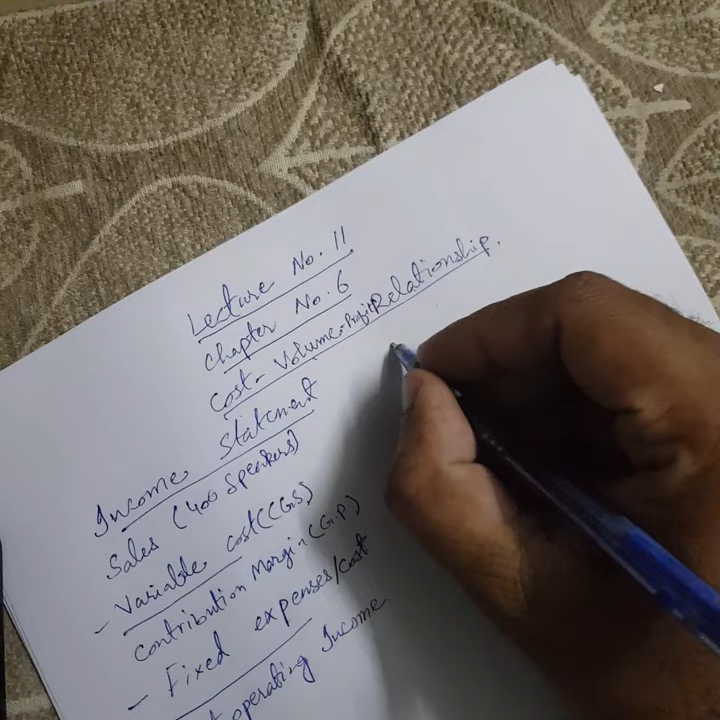 Lecture No. 11
Chapter No. 6
Cost - Volume - Profit Relationship.
Income Statement
Sales (400 Speakers)
- Variable cost (CGS)
Contribution Margin (G.P)
- Fixed expenses/cost
operating Income